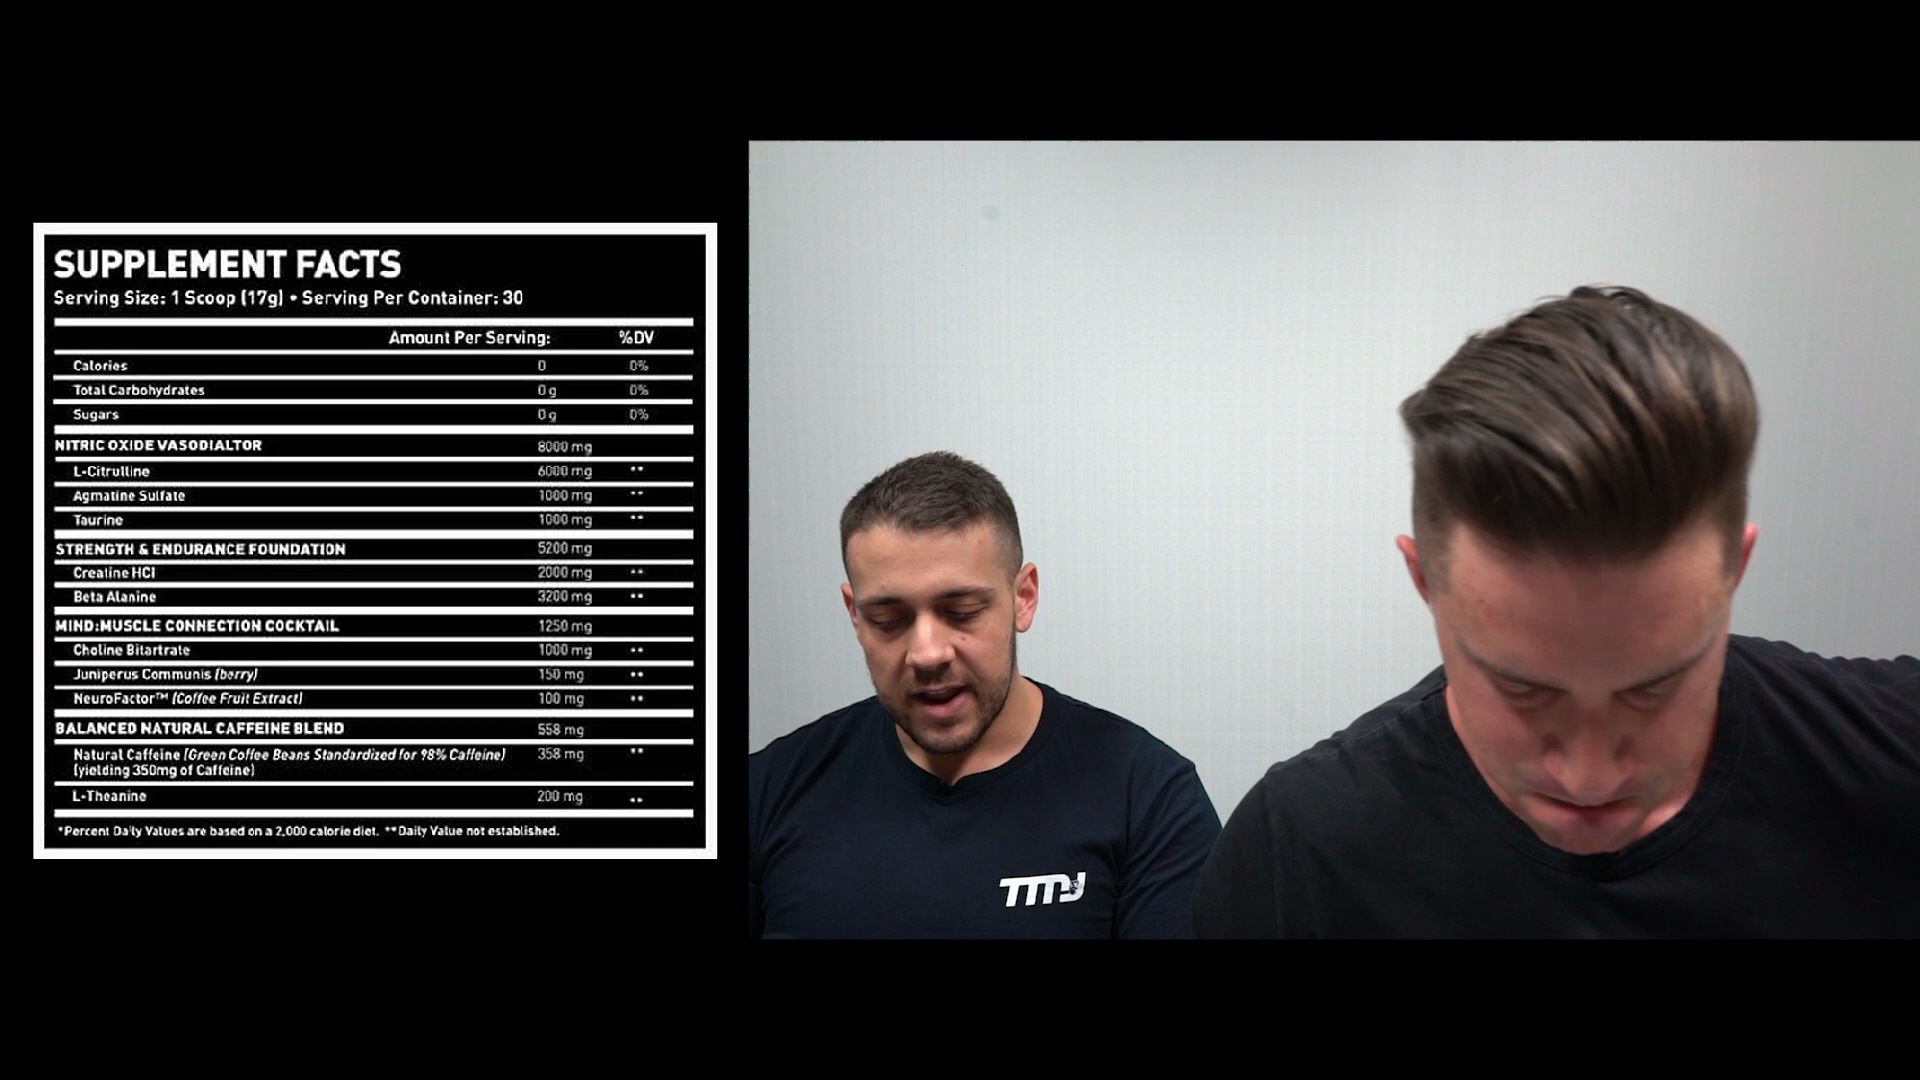 SUPPLEMENT FACTS
Serving Size: 1 Scoop (17g) • Serving Per Container: 30
Amount Per Serving: %DV
Calories 0 0%
Total Carbohydrates 0 g 0%
Sugars 0 g 0%
NITRIC OXIDE VASODIALTOR 8000 mg
L-Citrulline 6000 mg **
Agmatine Sulfate 1000 mg **
Taurine 1000 mg **
STRENGTH & ENDURANCE FOUNDATION 5200 mg
Creatine HCl 2000 mg **
Beta Alanine 3200 mg **
MIND:MUSCLE CONNECTION COCKTAIL 1250 mg
Choline Bitartrate 1000 mg **
Juniperus Communis (berry) 150 mg **
NeuroFactor™ (Coffee Fruit Extract) 100 mg **
BALANCED NATURAL CAFFEINE BLEND 558 mg
Natural Caffeine (Green Coffee Beans Standardized for 98% Caffeine) 358 mg **
(yielding 350mg of Caffeine)
L-Theanine 200 mg **
*Percent Daily Values are based on a 2,000 calorie diet. **Daily Value not established.
TMJ